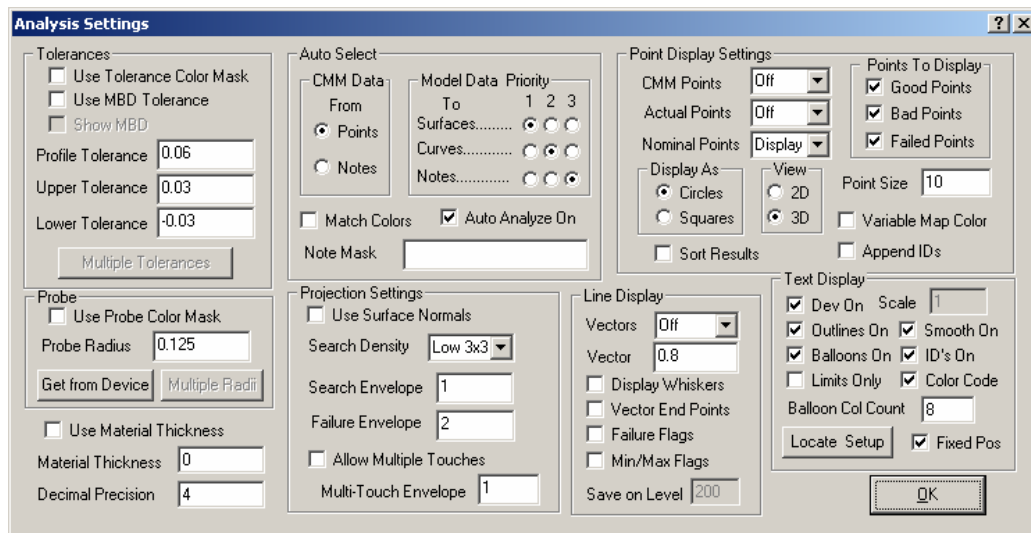 Analysis Settings
Tolerances
Use Tolerance Color Mask
Use MBD Tolerance
Show MBD
Profile Tolerance 0.06
Upper Tolerance 0.03
Lower Tolerance -0.03
Multiple Tolerances
Probe
Use Probe Color Mask
Probe Radius 0.125
Get from Device Multiple Radii
Use Material Thickness
Material Thickness 0
Decimal Precision 4
Auto Select
CMM Data
From
Points
Notes
Model Data Priority
To 1 2 3
Surfaces.........
Curves............
Notes.............
Match Colors Auto Analyze On
Note Mask
Projection Settings
Use Surface Normals
Search Density Low 3x3
Search Envelope 1
Failure Envelope 2
Allow Multiple Touches
Multi-Touch Envelope 1
Line Display
Vectors Off
Vector 0.8
Display Whiskers
Vector End Points
Failure Flags
Min/Max Flags
Save on Level 200
Point Display Settings
CMM Points Off
Actual Points Off
Nominal Points Display
Points To Display
Good Points
Bad Points
Failed Points
Display As
Circles
Squares
View
2D
3D
Point Size 10
Variable Map Color
Sort Results Append IDs
Text Display
Dev On Scale 1
Outlines On Smooth On
Balloons On ID's On
Limits Only Color Code
Balloon Col Count 8
Locate Setup Fixed Pos
OK